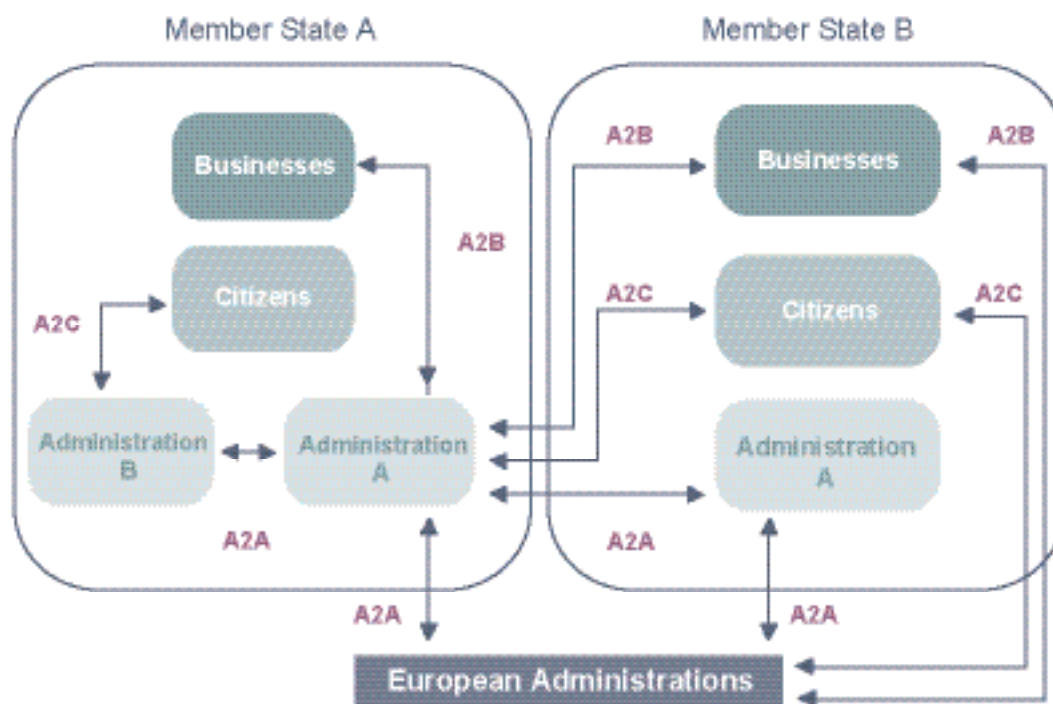 Member State A
Member State B
Businesses
A2B
Businesses
A2B
A2B
Citizens
A2C
A2C
Citizens
A2C
Administration
B
Administration
A
Administration
A
A2A
A2A
A2A
A2A
European Administrations